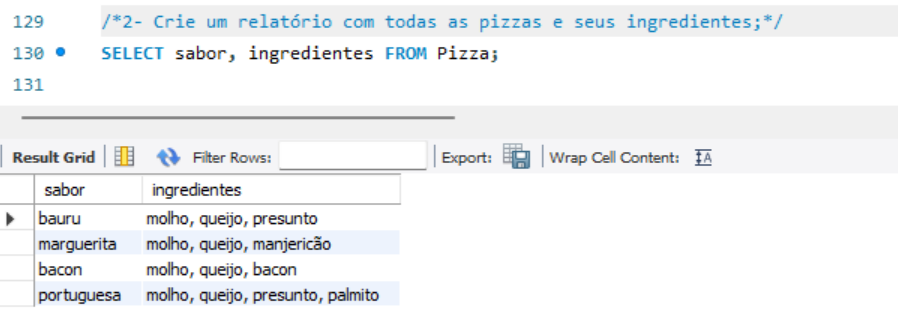 129 /*2- Crie um relatório com todas as pizzas e seus ingredientes;*/
130 SELECT sabor, ingredientes FROM Pizza;
131
Result Grid Filter Rows: Export: Wrap Cell Content: IA
sabor ingredientes
bauru molho, queijo, presunto
marguerita molho, queijo, manjericão
bacon molho, queijo, bacon
portuguesa molho, queijo, presunto, palmito